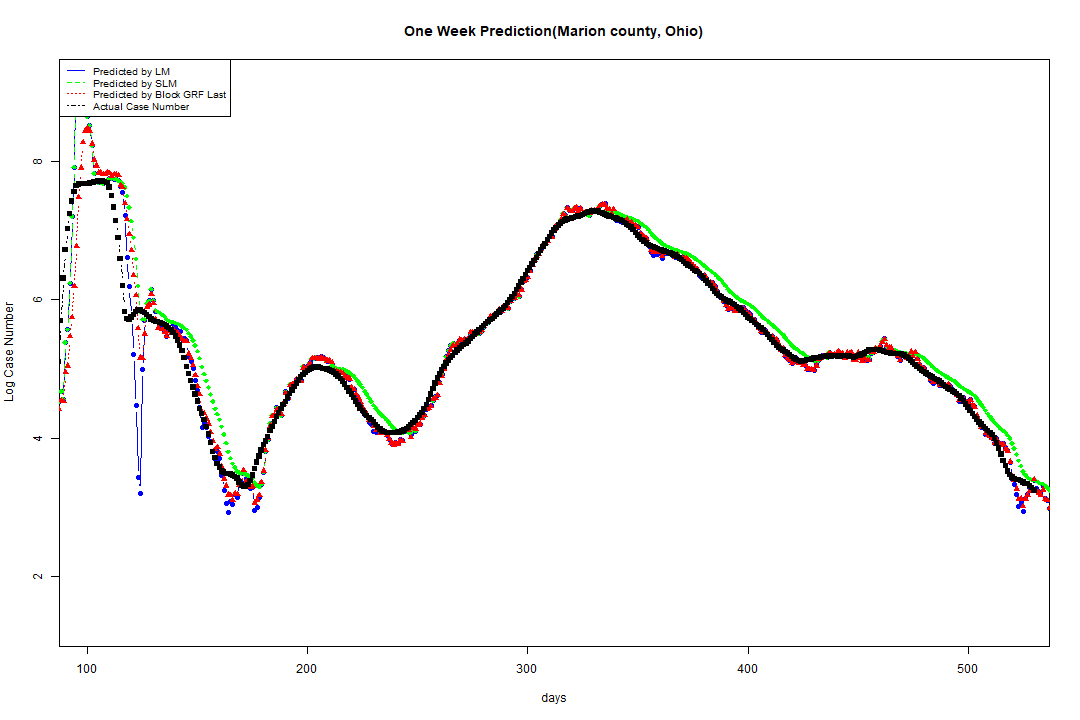 One Week Prediction(Marion county, Ohio)
Predicted by LM
Predicted by SLM
Predicted by Block GRF Last
Actual Case Number
8
6
4
2
Log Case Number
100 200 300 400 500
days